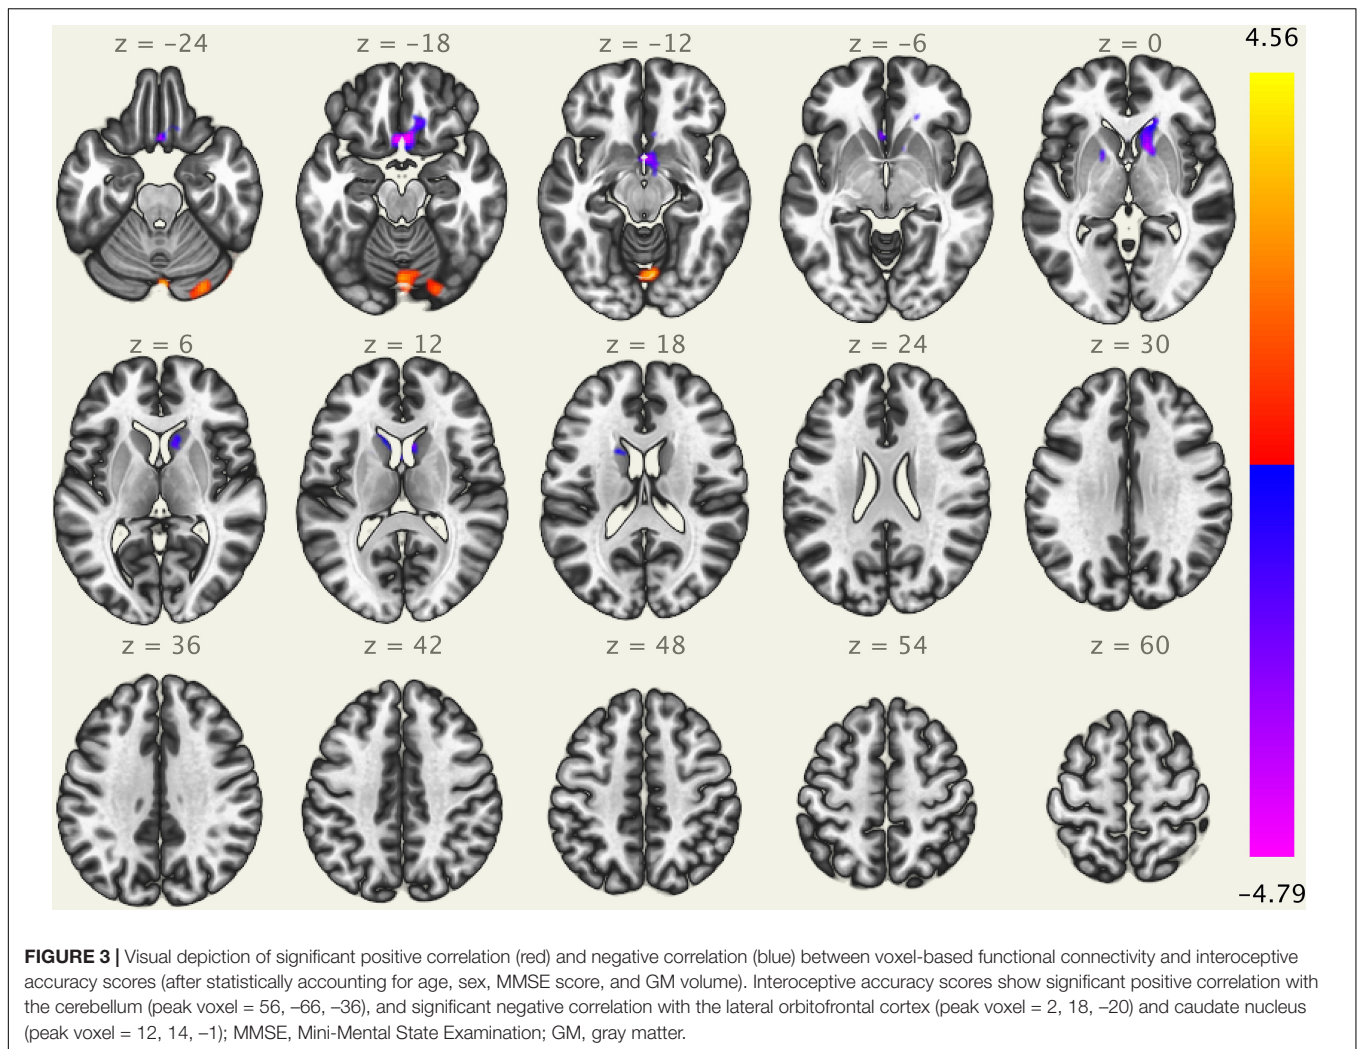 z = –24 z = –18 z = –12 z = –6 z = 0 4.56
z = 6 z = 12 z = 18 z = 24 z = 30
z = 36 z = 42 z = 48 z = 54 z = 60
–4.79
FIGURE 3 | Visual depiction of significant positive correlation (red) and negative correlation (blue) between voxel-based functional connectivity and interoceptive
accuracy scores (after statistically accounting for age, sex, MMSE score, and GM volume). Interoceptive accuracy scores show significant positive correlation with
the cerebellum (peak voxel = 56, –66, –36), and significant negative correlation with the lateral orbitofrontal cortex (peak voxel = 2, 18, –20) and caudate nucleus
(peak voxel = 12, 14, –1); MMSE, Mini-Mental State Examination; GM, gray matter.